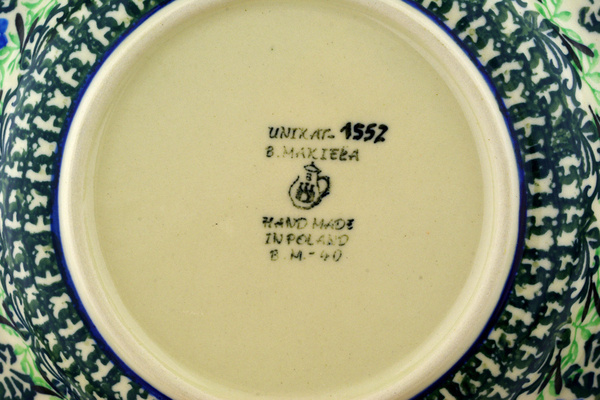 UNIKAT 1552
B.MAKIEŁA
HAND MADE
IN POLAND
B.M.-40